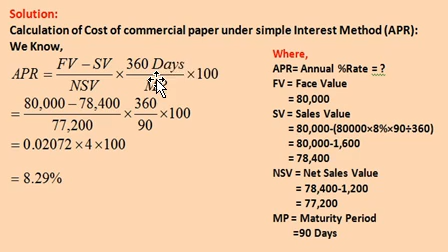 Solution:
Calculation of Cost of commercial paper under simple Interest Method (APR):
We Know,
APR = (FV − SV)/NSV × 360 Days/MP × 100
= (80,000 − 78,400)/77,200 × 360/90 × 100
= 0.02072 × 4 × 100
= 8.29%
Where,
APR= Annual %Rate = ?
FV = Face Value
= 80,000
SV = Sales Value
= 80,000-(80000×8%×90÷360)
= 80,000-1,600
= 78,400
NSV = Net Sales Value
= 78,400-1,200
= 77,200
MP = Maturity Period
=90 Days